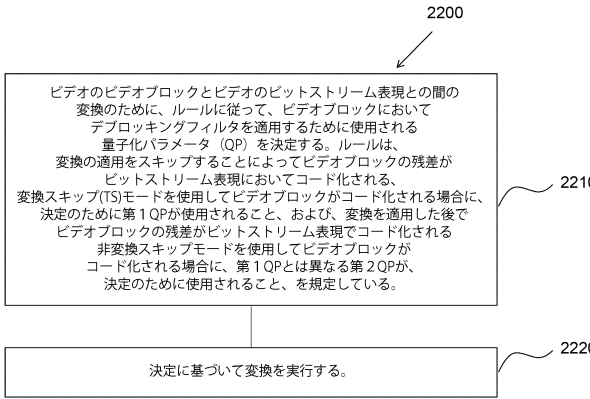 2200
ビデオのビデオブロックとビデオのビットストリーム表現との間の
変換のために、ルールに従って、ビデオブロックにおいて
デブロッキングフィルタを適用するために使用される
量子化パラメータ（QP）を決定する。ルールは、
変換の適用をスキップすることによってビデオブロックの残差が
ビットストリーム表現においてコード化される、
変換スキップ(TS)モードを使用してビデオブロックがコード化される場合に、
決定のために第１QPが使用されること、および、変換を適用した後で
ビデオブロックの残差がビットストリーム表現でコード化される
非変換スキップモードを使用してビデオブロックが
コード化される場合に、第１QPとは異なる第２QPが、
決定のために使用されること、を規定している。
2210
決定に基づいて変換を実行する。
2220